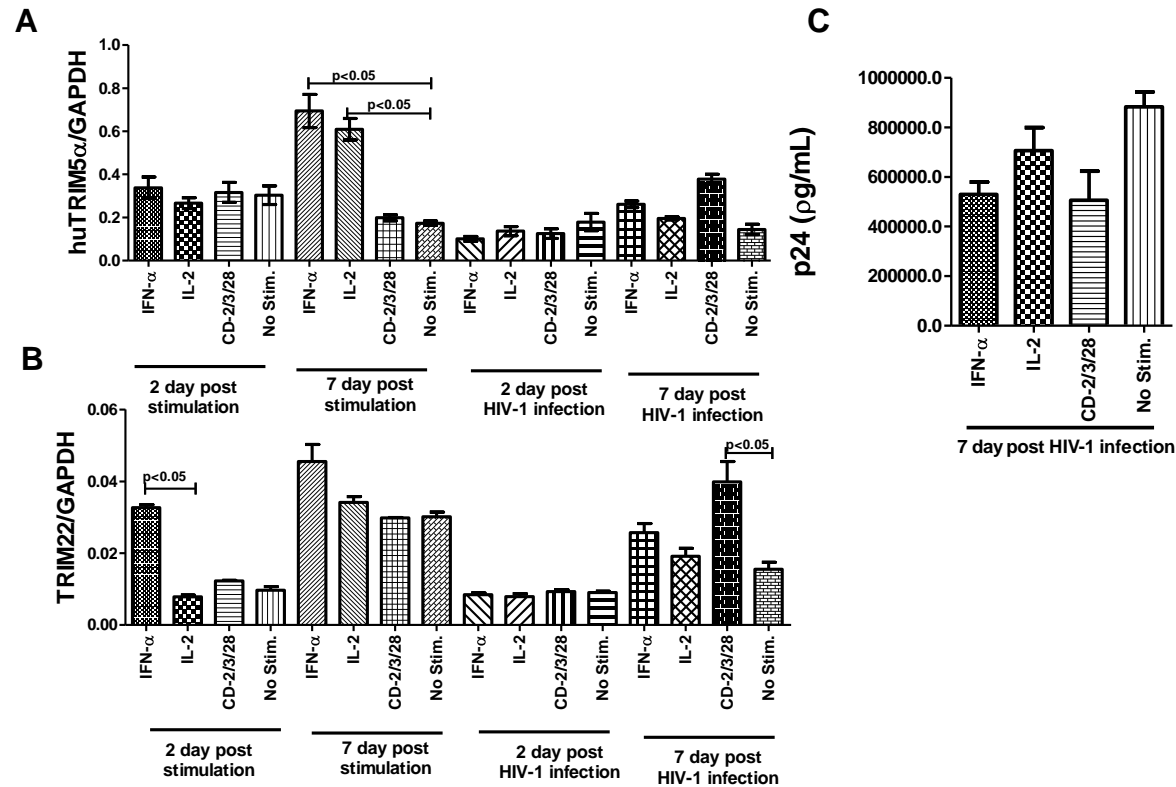 A
huTRIM5α/GAPDH
1.0
0.8
0.6
0.4
0.2
0.0
p<0.05
p<0.05
IFN-α
IL-2
CD-2/3/28
No Stim.
IFN-α
IL-2
CD-2/3/28
No Stim.
IFN-α
IL-2
CD-2/3/28
No Stim.
IFN-α
IL-2
CD-2/3/28
No Stim.
2 day post
stimulation
7 day post
stimulation
2 day post
HIV-1 infection
7 day post
HIV-1 infection
B
TRIM22/GAPDH
0.06
0.04
0.02
0.00
p<0.05
p<0.05
IFN-α
IL-2
CD-2/3/28
No Stim.
IFN-α
IL-2
CD-2/3/28
No Stim.
IFN-α
IL-2
CD-2/3/28
No Stim.
IFN-α
IL-2
CD-2/3/28
No Stim.
2 day post
stimulation
7 day post
stimulation
2 day post
HIV-1 infection
7 day post
HIV-1 infection
C
p24 (ρg/mL)
1000000.0
800000.0
600000.0
400000.0
200000.0
0.0
IFN-α
IL-2
CD-2/3/28
No Stim.
7 day post HIV-1 infection